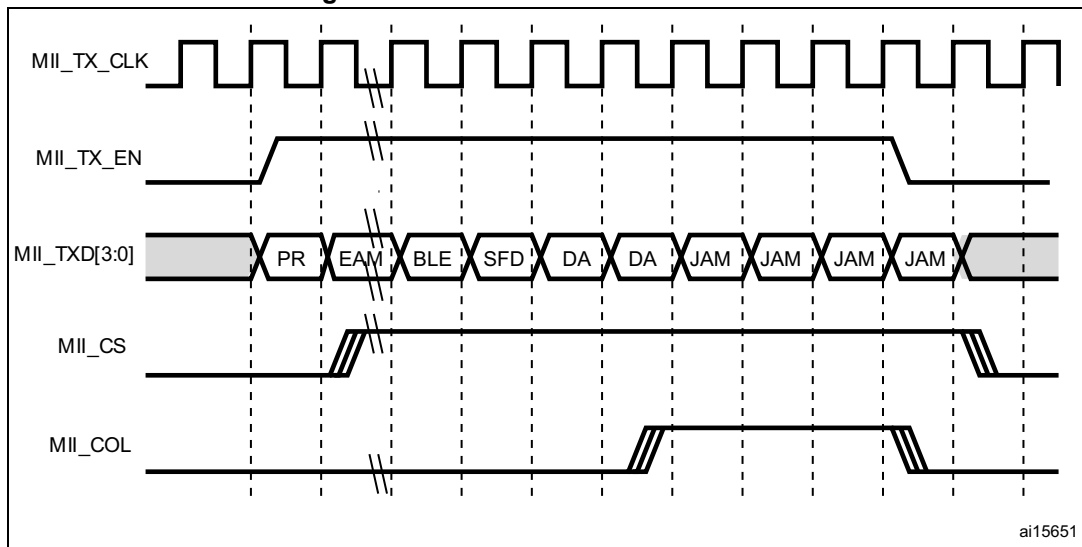 MII_TX_CLK
MII_TX_EN
MII_TXD[3:0] PR EAM BLE SFD DA DA JAM JAM JAM JAM
MII_CS
MII_COL
ai15651